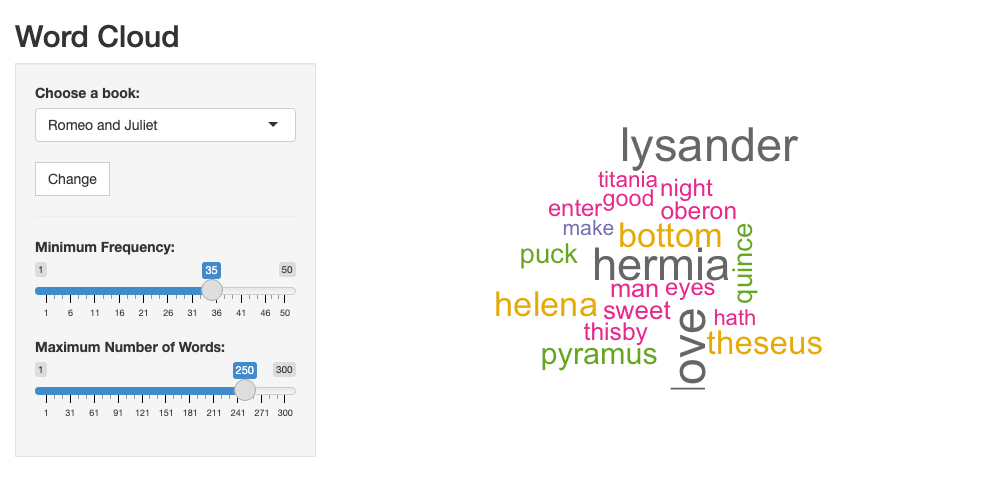 Word Cloud
Choose a book:
Romeo and Juliet
Change
Minimum Frequency:
1 35 50
1 6 11 16 21 26 31 36 41 46 50
Maximum Number of Words:
1 250 300
1 31 61 91 121 151 181 211 241 271 300
lysander
titania
night
good
enter
oberon
make
bottom
quince
puck
hermia
man
eyes
helena
sweet
love
hath
thisby
theseus
pyramus